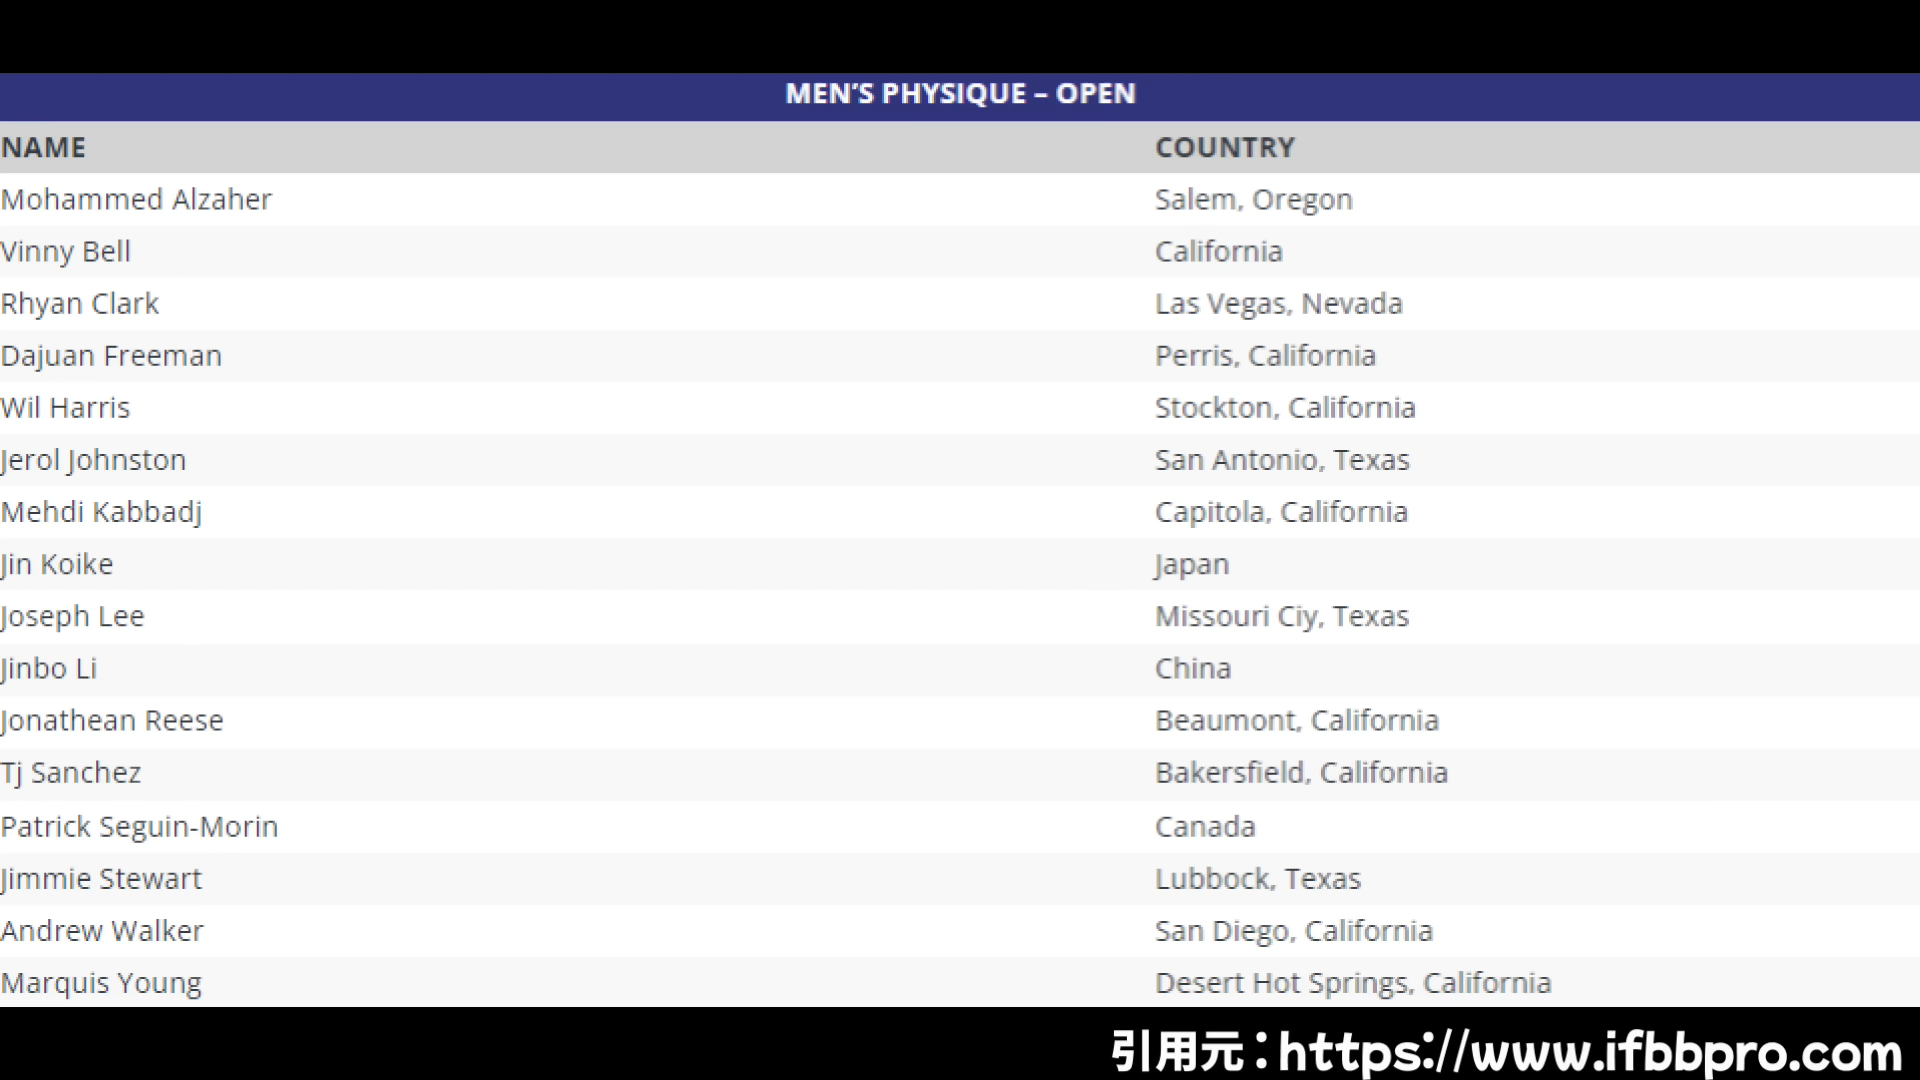 MEN’S PHYSIQUE – OPEN
NAME COUNTRY
Mohammed Alzaher Salem, Oregon
Vinny Bell California
Rhyan Clark Las Vegas, Nevada
Dajuan Freeman Perris, California
Wil Harris Stockton, California
Jerol Johnston San Antonio, Texas
Mehdi Kabbadj Capitola, California
Jin Koike Japan
Joseph Lee Missouri Ciy, Texas
Jinbo Li China
Jonathean Reese Beaumont, California
Tj Sanchez Bakersfield, California
Patrick Seguin-Morin Canada
Jimmie Stewart Lubbock, Texas
Andrew Walker San Diego, California
Marquis Young Desert Hot Springs, California
引用元：https://www.ifbbpro.com